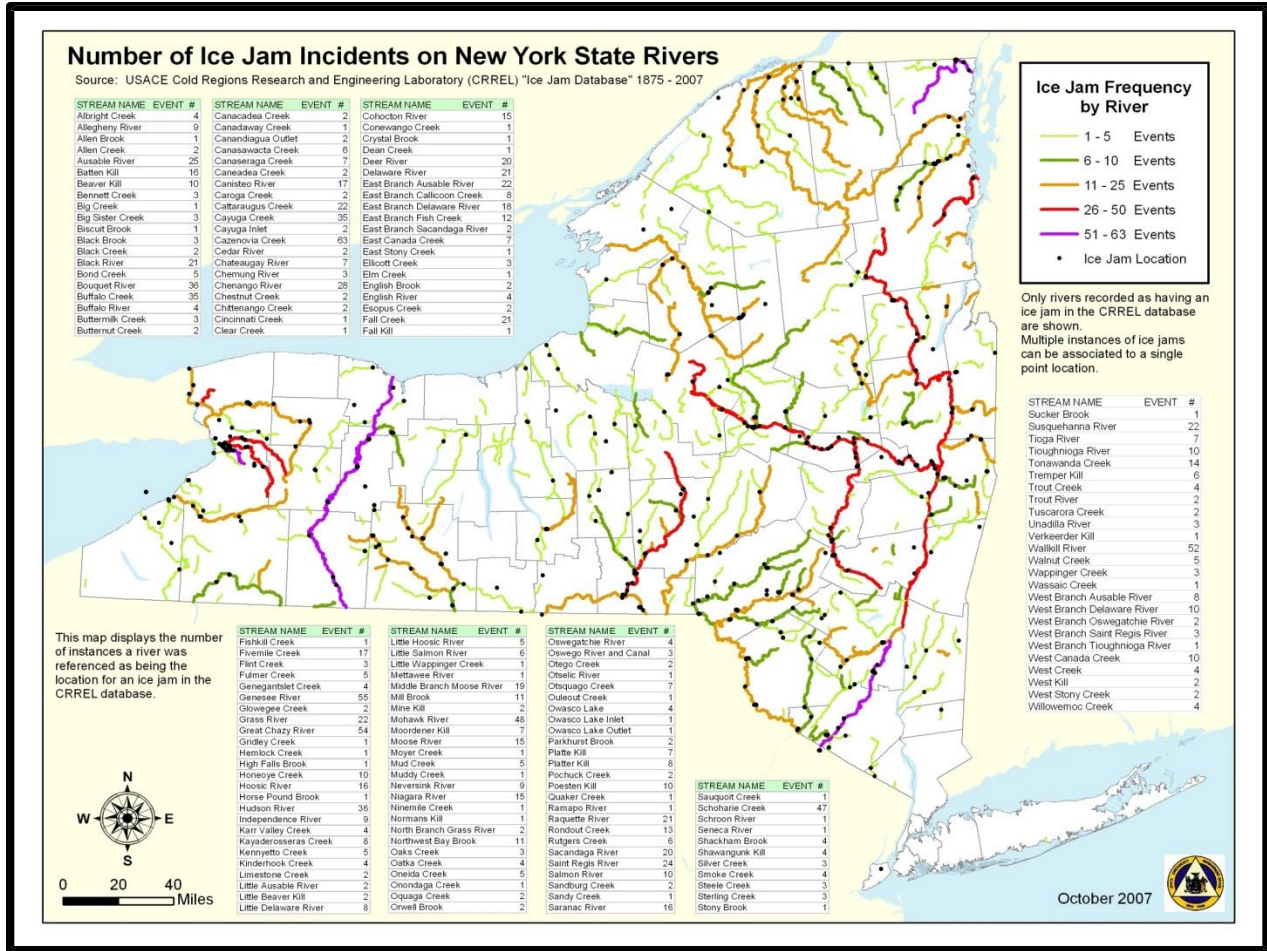 Number of Ice Jam Incidents on New York State Rivers
Source: USACE Cold Regions Research and Engineering Laboratory (CRREL) "Ice Jam Database" 1875 - 2007
STREAM NAME EVENT #
Albright Creek 4
Allegheny River 9
Allen Brook 1
Allen Creek 2
Ausable River 25
Batten Kill 16
Beaver Kill 10
Bennett Creek 3
Big Creek 1
Big Sister Creek 3
Biscuit Brook 1
Black Brook 3
Black Creek 2
Black River 21
Bond Creek 5
Bouquet River 36
Buffalo Creek 35
Buffalo River 4
Buttermilk Creek 3
Butternut Creek 2
STREAM NAME EVENT #
Canacadea Creek 2
Canadaway Creek 1
Canandiagua Outlet 2
Canasawacta Creek 6
Canaseraga Creek 7
Caneadea Creek 2
Canisteo River 17
Caroga Creek 2
Cattaraugus Creek 22
Cayuga Creek 35
Cayuga Inlet 2
Cazenovia Creek 63
Cedar River 2
Chateaugay River 7
Chemung River 3
Chenango River 28
Chestnut Creek 2
Chittenango Creek 2
Cincinnati Creek 1
Clear Creek 1
STREAM NAME EVENT #
Cohocton River 15
Conewango Creek 1
Crystal Brook 1
Dean Creek 1
Deer River 20
Delaware River 21
East Branch Ausable River 22
East Branch Callicoon Creek 8
East Branch Delaware River 18
East Branch Fish Creek 12
East Branch Sacandaga River 2
East Canada Creek 7
East Stony Creek 1
Ellicott Creek 3
Elm Creek 1
English Brook 2
English River 4
Esopus Creek 2
Fall Creek 21
Fall Kill 1
Ice Jam Frequency
by River
1 - 5 Events
6 - 10 Events
11 - 25 Events
26 - 50 Events
51 - 63 Events
Ice Jam Location
Only rivers recorded as having an
ice jam in the CRREL database
are shown.
Multiple instances of ice jams
can be associated to a single
point location.
STREAM NAME EVENT #
Sucker Brook 1
Susquehanna River 22
Tioga River 7
Tioughnioga River 10
Tonawanda Creek 14
Tremper Kill 6
Trout Creek 4
Trout River 2
Tuscarora Creek 2
Unadilla River 3
Verkeerder Kill 1
Wallkill River 52
Walnut Creek 5
Wappinger Creek 3
Wassaic Creek 1
West Branch Ausable River 8
West Branch Delaware River 10
West Branch Oswegatchie River 2
West Branch Saint Regis River 3
West Branch Tioughnioga River 1
West Canada Creek 10
West Creek 4
West Kill 2
West Stony Creek 2
Willowemoc Creek 4
This map displays the number
of instances a river was
referenced as being the
location for an ice jam in the
CRREL database.
STREAM NAME EVENT #
Fishkill Creek 1
Fivemile Creek 17
Flint Creek 3
Fulmer Creek 5
Genegantslet Creek 4
Genesee River 55
Glowegee Creek 2
Grass River 22
Great Chazy River 54
Gridley Creek 1
Hemlock Creek 1
High Falls Brook 1
Honeoye Creek 10
Hoosic River 16
Horse Pound Brook 1
Hudson River 36
Independence River 9
Karr Valley Creek 4
Kayaderosseras Creek 8
Kennyetto Creek 5
Kinderhook Creek 4
Limestone Creek 2
Little Ausable River 2
Little Beaver Kill 2
Little Delaware River 8
STREAM NAME EVENT #
Little Hoosic River 5
Little Salmon River 6
Little Wappinger Creek 1
Mettawee River 1
Middle Branch Moose River 19
Mill Brook 11
Mine Kill 2
Mohawk River 48
Moordener Kill 7
Moose River 15
Moyer Creek 1
Mud Creek 5
Muddy Creek 1
Neversink River 9
Niagara River 15
Ninemile Creek 1
Normans Kill 1
North Branch Grass River 2
Northwest Bay Brook 11
Oaks Creek 3
Oatka Creek 4
Oneida Creek 5
Onondaga Creek 1
Oquaga Creek 2
Orwell Brook 2
STREAM NAME EVENT #
Oswegatchie River 4
Oswego River and Canal 3
Otego Creek 2
Otselic River 1
Otsquago Creek 7
Ouleout Creek 1
Owasco Lake 4
Owasco Lake Inlet 1
Owasco Lake Outlet 1
Parkhurst Brook 2
Platte Kill 7
Platter Kill 8
Pochuck Creek 2
Poesten Kill 10
Quaker Creek 1
Ramapo River 1
Raquette River 21
Rondout Creek 13
Rutgers Creek 6
Sacandaga River 20
Saint Regis River 24
Salmon River 10
Sandburg Creek 2
Sandy Creek 1
Saranac River 16
STREAM NAME EVENT #
Sauquoit Creek 1
Schoharie Creek 47
Schroon River 1
Seneca River 1
Shackham Brook 4
Shawangunk Kill 4
Silver Creek 3
Smoke Creek 4
Steele Creek 3
Sterling Creek 3
Stony Brook 1
N
W E
S
0 20 40
Miles
October 2007